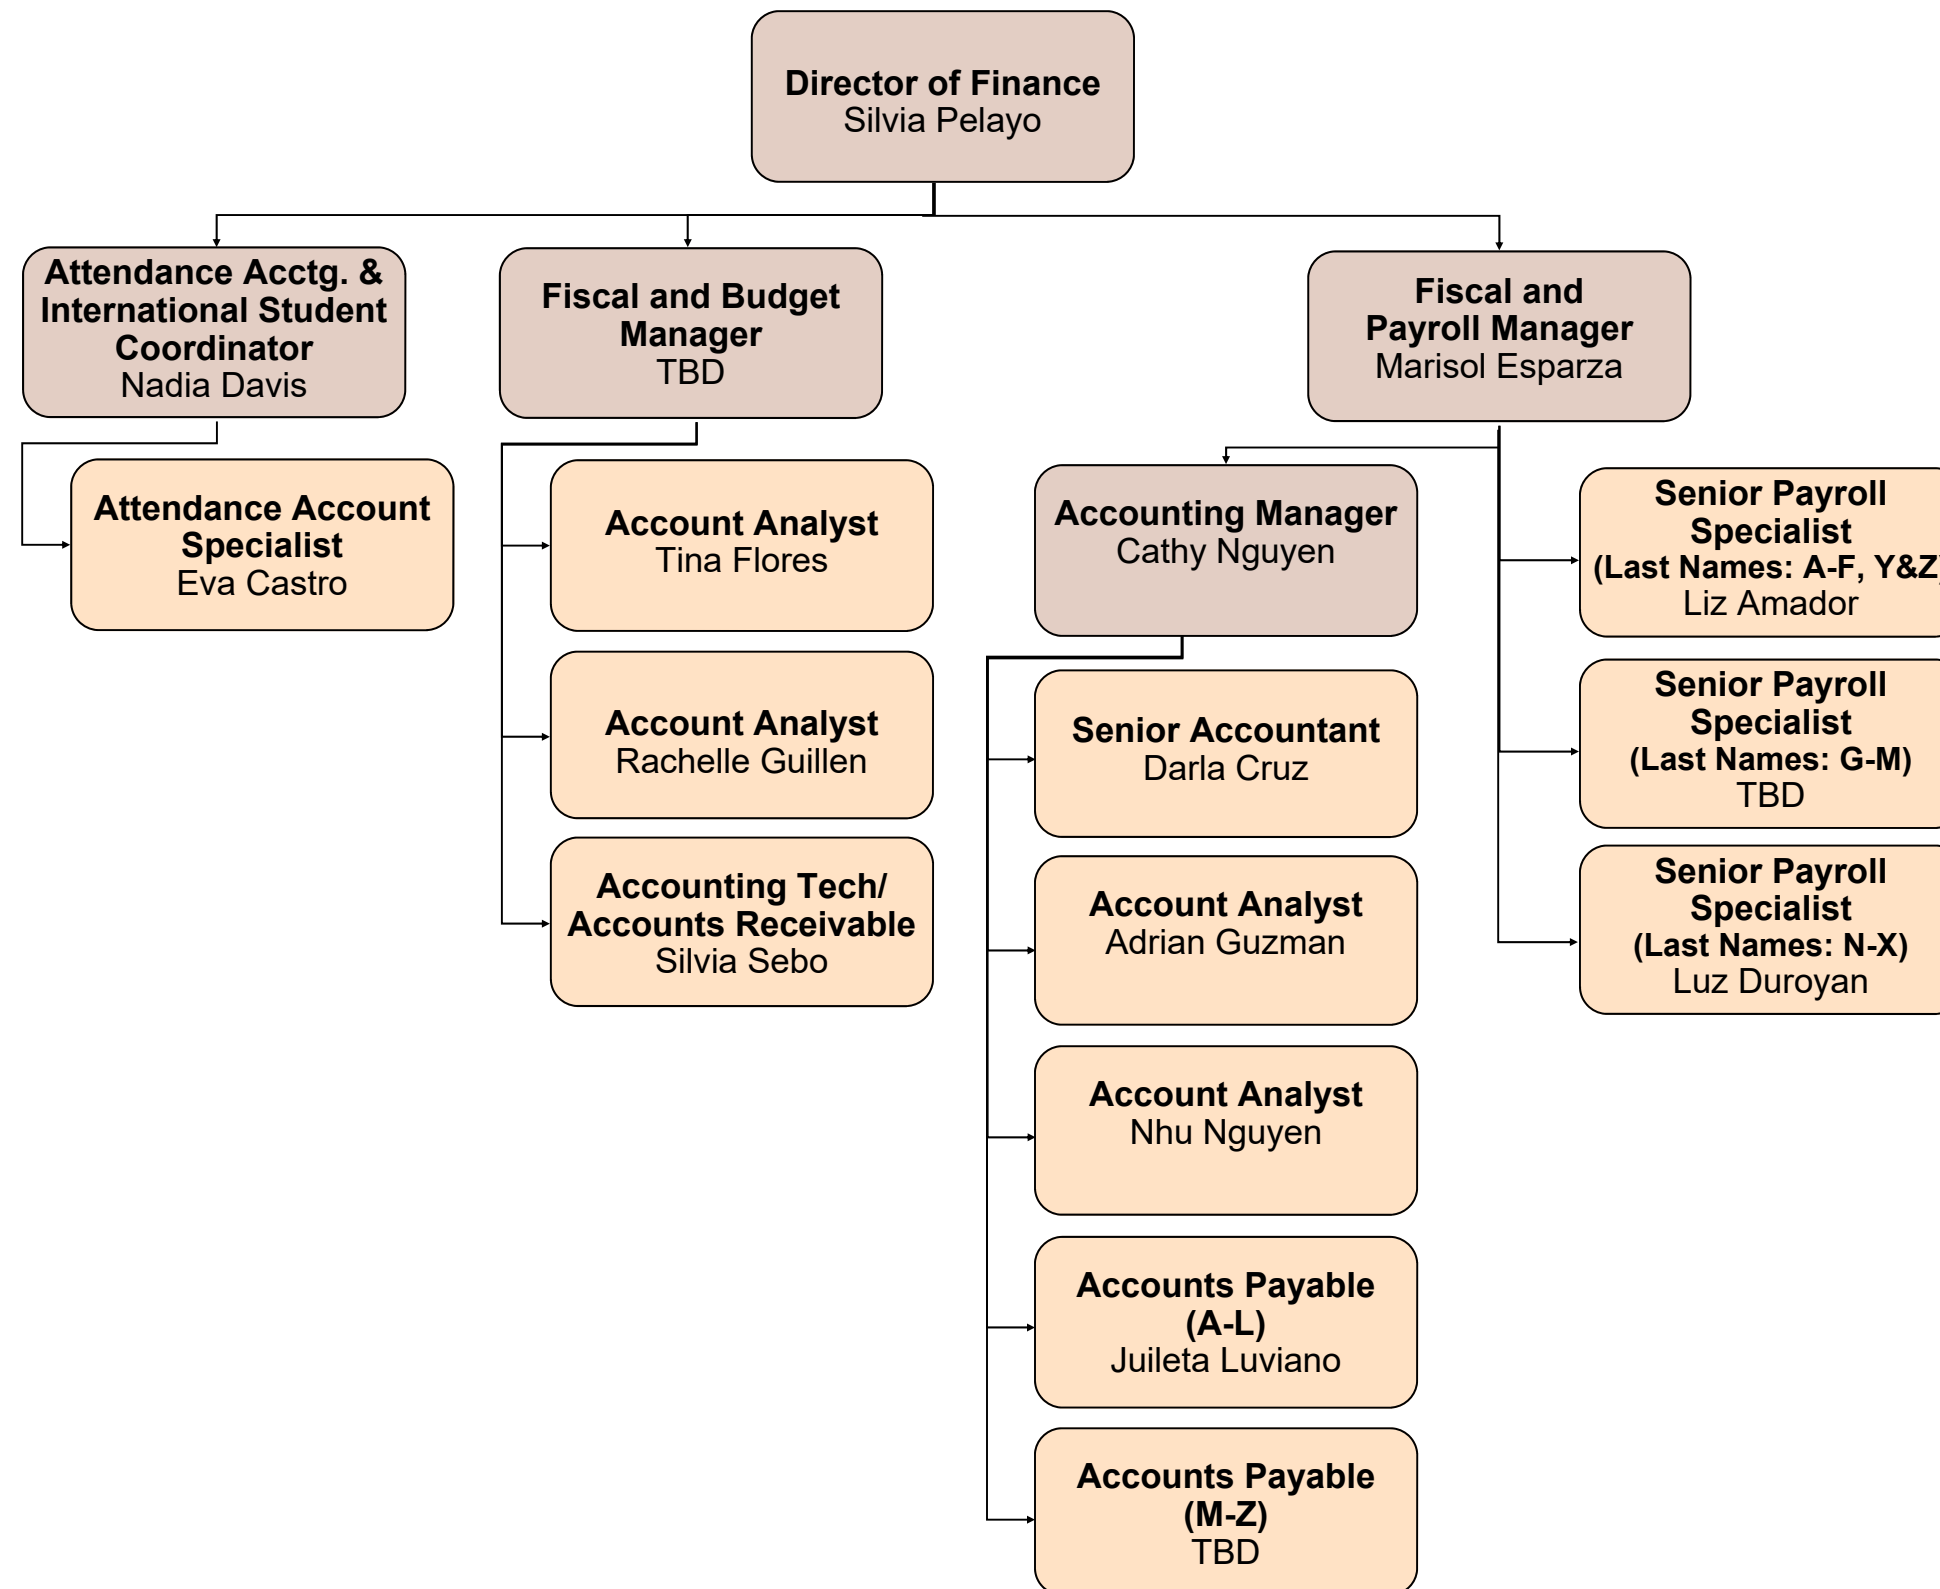 Director of Finance
Silvia Pelayo
Attendance Acctg. &
International Student
Coordinator
Nadia Davis
Fiscal and Budget
Manager
TBD
Fiscal and
Payroll Manager
Marisol Esparza
Attendance Account
Specialist
Eva Castro
Account Analyst
Tina Flores
Account Analyst
Rachelle Guillen
Accounting Tech/
Accounts Receivable
Silvia Sebo
Accounting Manager
Cathy Nguyen
Senior Accountant
Darla Cruz
Account Analyst
Adrian Guzman
Account Analyst
Nhu Nguyen
Accounts Payable
(A-L)
Juileta Luviano
Accounts Payable
(M-Z)
TBD
Senior Payroll
Specialist
(Last Names: A-F, Y&Z)
Liz Amador
Senior Payroll
Specialist
(Last Names: G-M)
TBD
Senior Payroll
Specialist
(Last Names: N-X)
Luz Duroyan